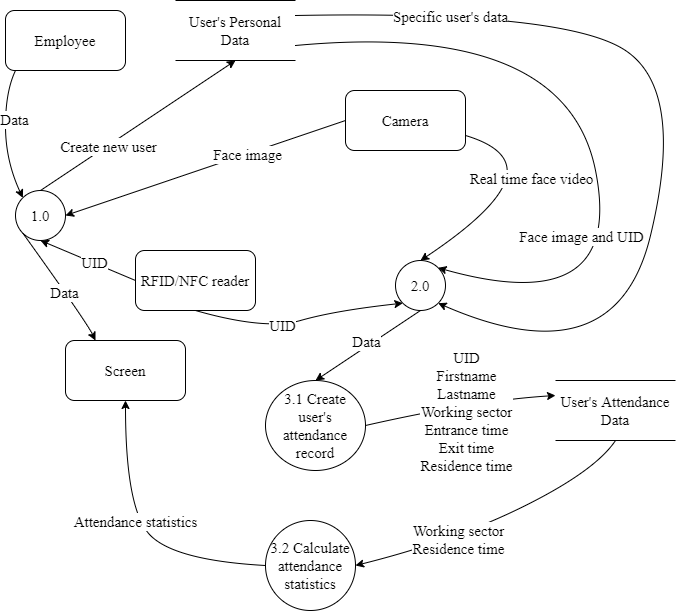 Employee
User's Personal
Data
Specific user's data
Camera
Data
Create new user
Face image
Real time face video
1.0
Face image and UID
UID
RFID/NFC reader
2.0
Data
UID
Data
Screen
UID
Firstname
Lastname
Working sector
Entrance time
Exit time
Residence time
3.1 Create
user's
attendance
record
User's Attendance
Data
Attendance statistics
Working sector
Residence time
3.2 Calculate
attendance
statistics